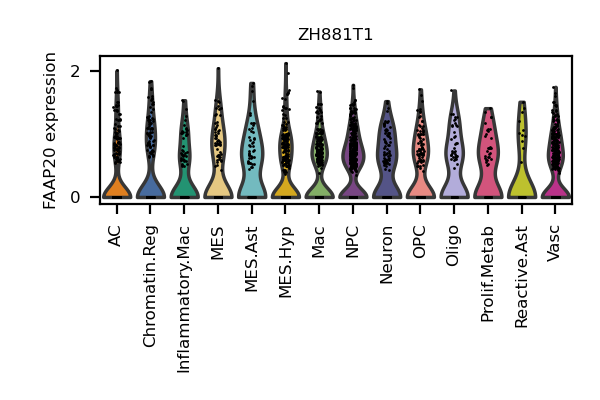 ZH881T1
FAAP20 expression
2
0
AC
Chromatin.Reg
Inflammatory.Mac
MES
MES.Ast
MES.Hyp
Mac
NPC
Neuron
OPC
Oligo
Prolif.Metab
Reactive.Ast
Vasc